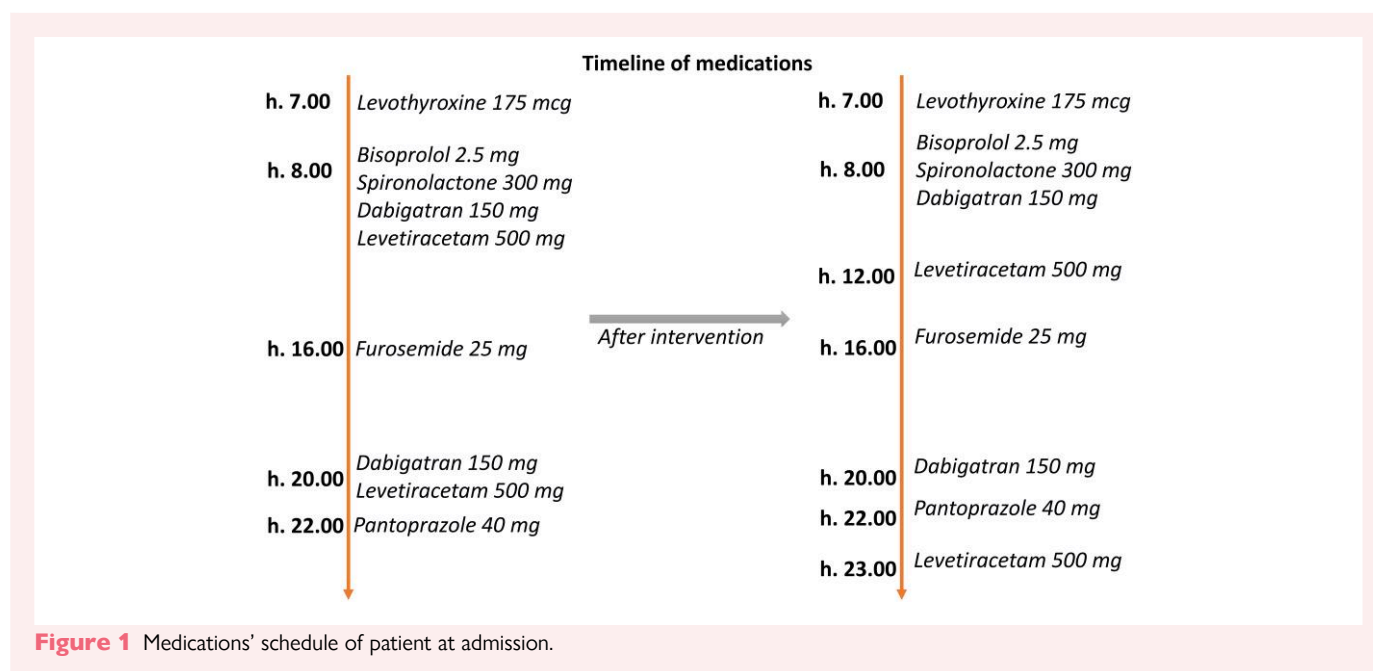 Timeline of medications
h. 7.00 Levothyroxine 175 mcg
h. 8.00 Bisoprolol 2.5 mg
Spironolactone 300 mg
Dabigatran 150 mg
Levetiracetam 500 mg
h. 16.00 Furosemide 25 mg
h. 20.00 Dabigatran 150 mg
Levetiracetam 500 mg
h. 22.00 Pantoprazole 40 mg
After intervention
h. 7.00 Levothyroxine 175 mcg
h. 8.00 Bisoprolol 2.5 mg
Spironolactone 300 mg
Dabigatran 150 mg
h. 12.00 Levetiracetam 500 mg
h. 16.00 Furosemide 25 mg
h. 20.00 Dabigatran 150 mg
h. 22.00 Pantoprazole 40 mg
h. 23.00 Levetiracetam 500 mg
Figure 1 Medications' schedule of patient at admission.